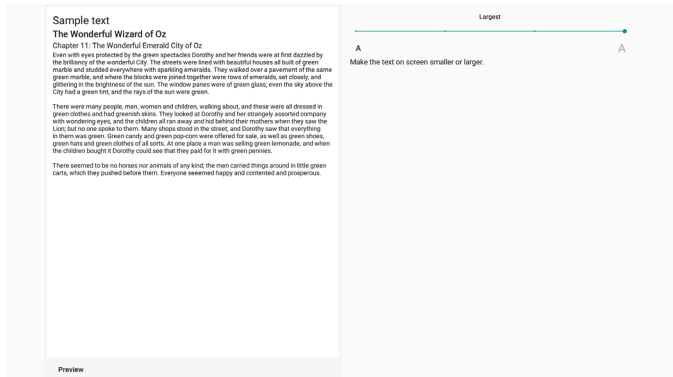 Sample text
The Wonderful Wizard of Oz
Chapter 11: The Wonderful Emerald City of Oz
Even with eyes protected by the green spectacles Dorothy and her friends were at first dazzled by
the brilliancy of the wonderful City. The streets were lined with beautiful houses all built of green
marble and studded everywhere with sparkling emeralds. They walked over a pavement of the same
green marble, and where the blocks were joined together were rows of emeralds, set closely, and
glittering in the brightness of the sun. The window panes were of green glass; even the sky above the
City had a green tint, and the rays of the sun were green.
There were many people, men, women and children, walking about, and these were all dressed in
green clothes and had greenish skins. They looked at Dorothy and her strangely assorted company
with wondering eyes, and the children all ran away and hid behind their mothers when they saw the
Lion; but no one spoke to them. Many shops stood in the street, and Dorothy saw that everything
in them was green. Green candy and green pop-corn were offered for sale, as well as green shoes,
green hats and green clothes of all sorts. At one place a man was selling green lemonade, and when
the children bought it Dorothy could see that they paid for it with green pennies.
There seemed to be no horses nor animals of any kind; the men carried things around in little green
carts, which they pushed before them. Everyone seeemed happy and contented and prosperous.
Preview
Largest
A A
Make the text on screen smaller or larger.